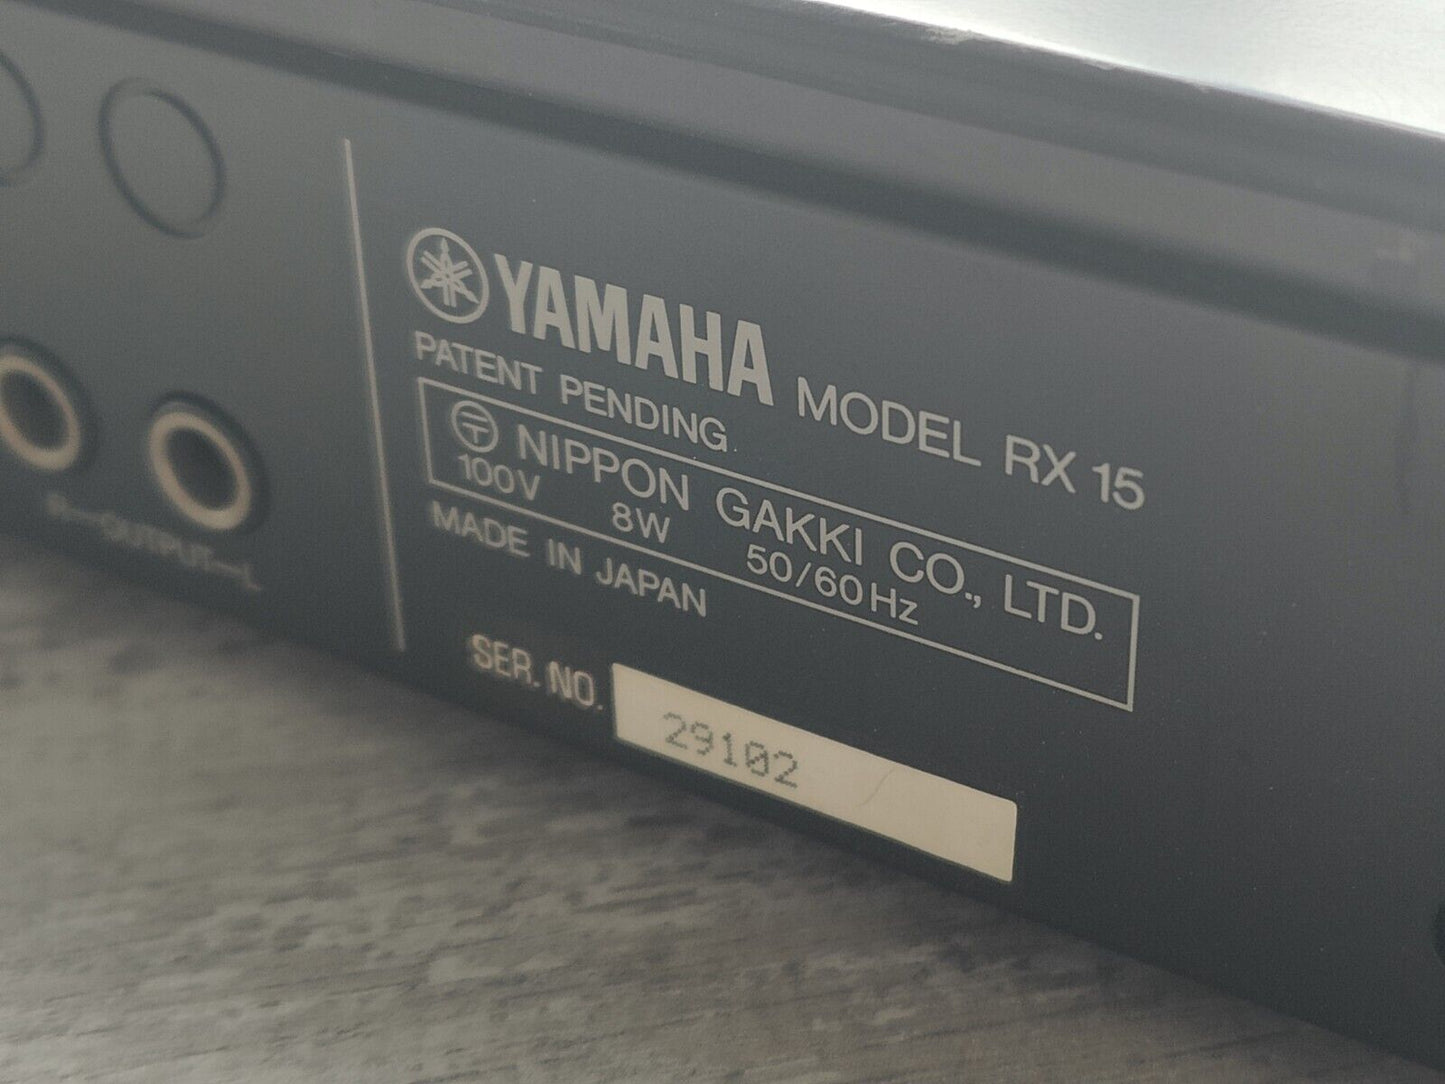 YAMAHA MODEL RX 15
PATENT PENDING.
〒 NIPPON GAKKI CO., LTD.
100V 8W 50/60Hz
MADE IN JAPAN
SER. NO. 29102
R—OUTPUT—L